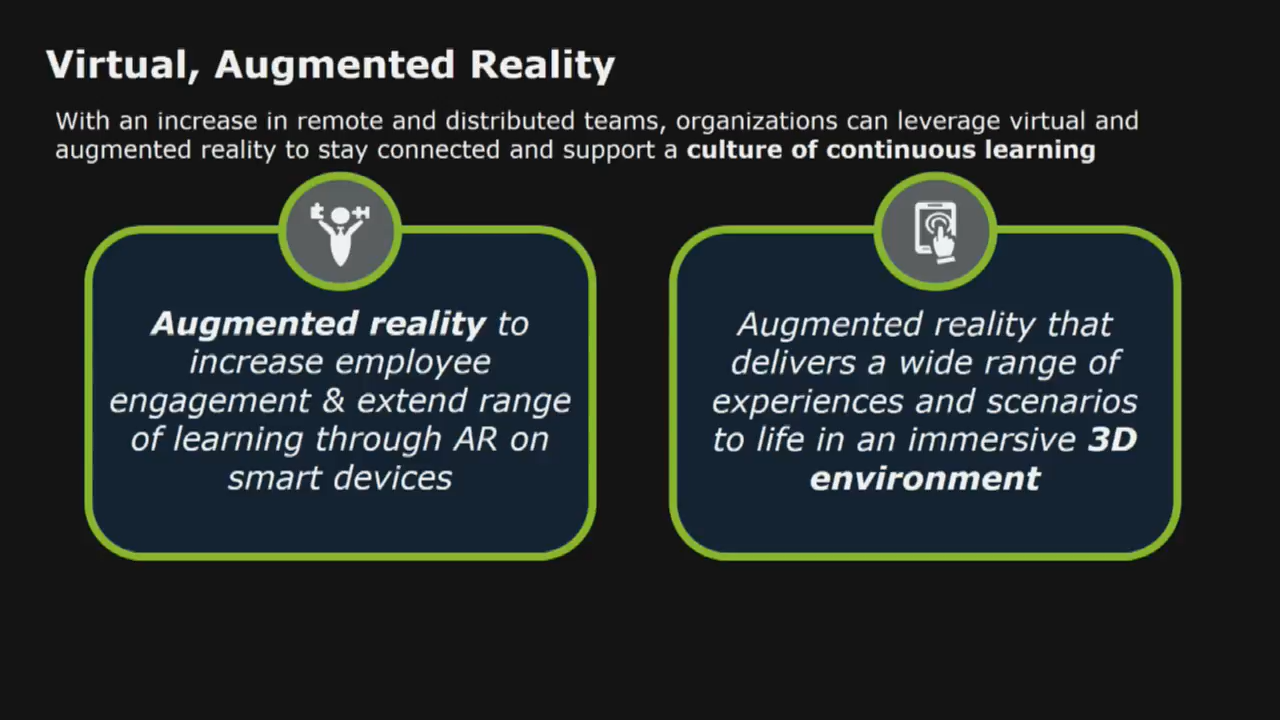 Virtual, Augmented Reality
With an increase in remote and distributed teams, organizations can leverage virtual and
augmented reality to stay connected and support a culture of continuous learning
Augmented reality to
increase employee
engagement & extend range
of learning through AR on
smart devices
Augmented reality that
delivers a wide range of
experiences and scenarios
to life in an immersive 3D
environment